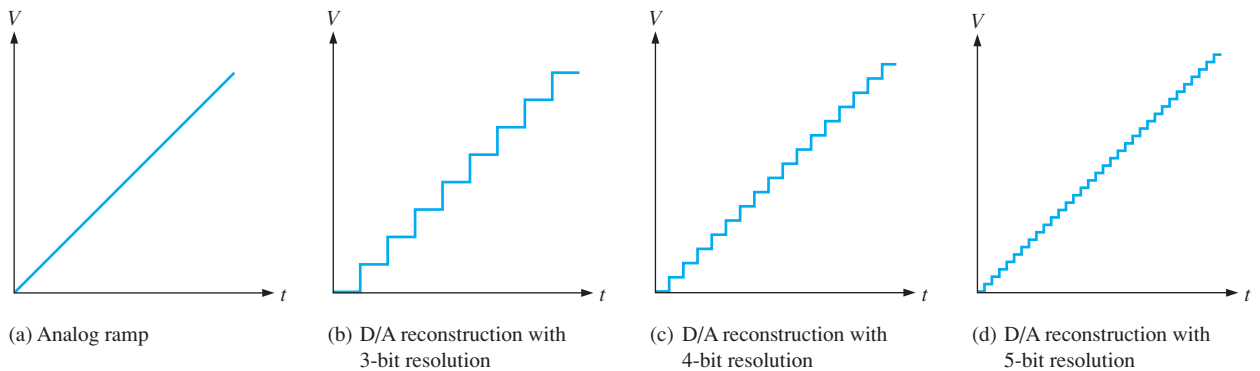 V
V
V
V
t
t
t
t
(a) Analog ramp
(b) D/A reconstruction with
3-bit resolution
(c) D/A reconstruction with
4-bit resolution
(d) D/A reconstruction with
5-bit resolution